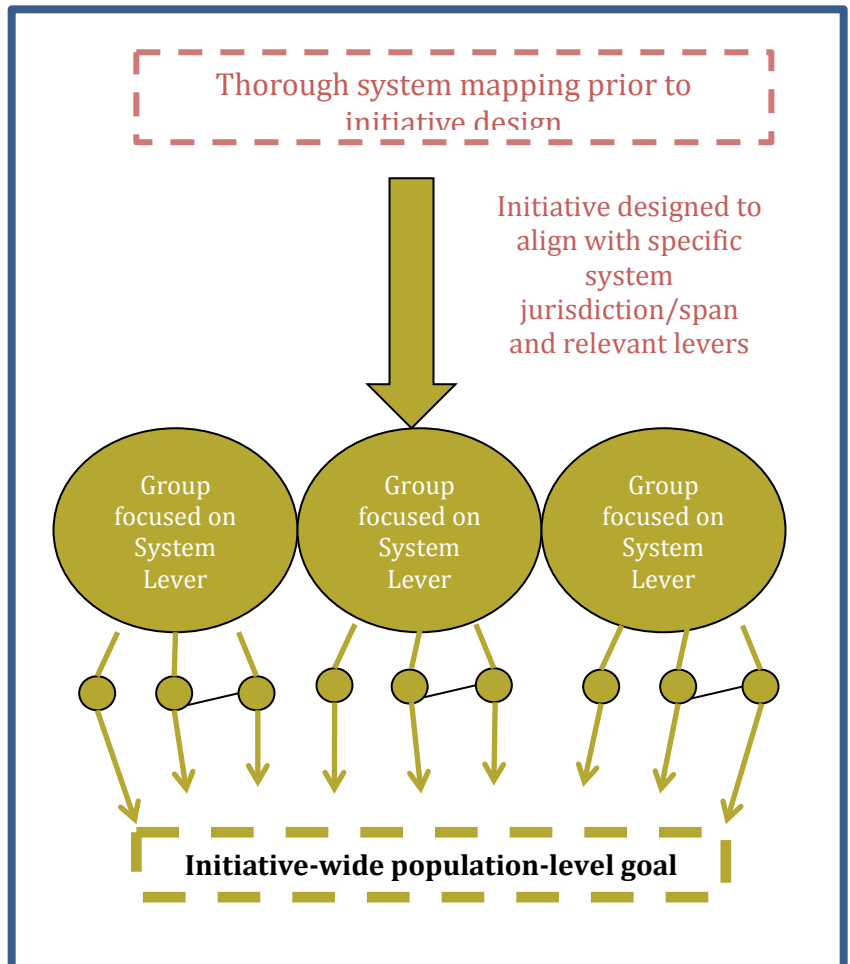 Thorough system mapping prior to
initiative design
Initiative designed to
align with specific
system
jurisdiction/span
and relevant levers
Group
focused on
System
Lever
Group
focused on
System
Lever
Group
focused on
System
Lever
Initiative-wide population-level goal